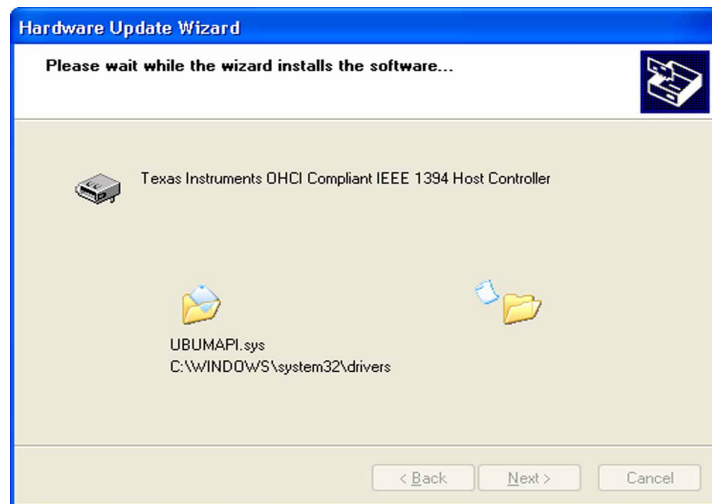 Hardware Update Wizard
Please wait while the wizard installs the software...
Texas Instruments OHCI Compliant IEEE 1394 Host Controller
UBUMAPI.sys
C:\WINDOWS\system32\drivers
< Back Next > Cancel